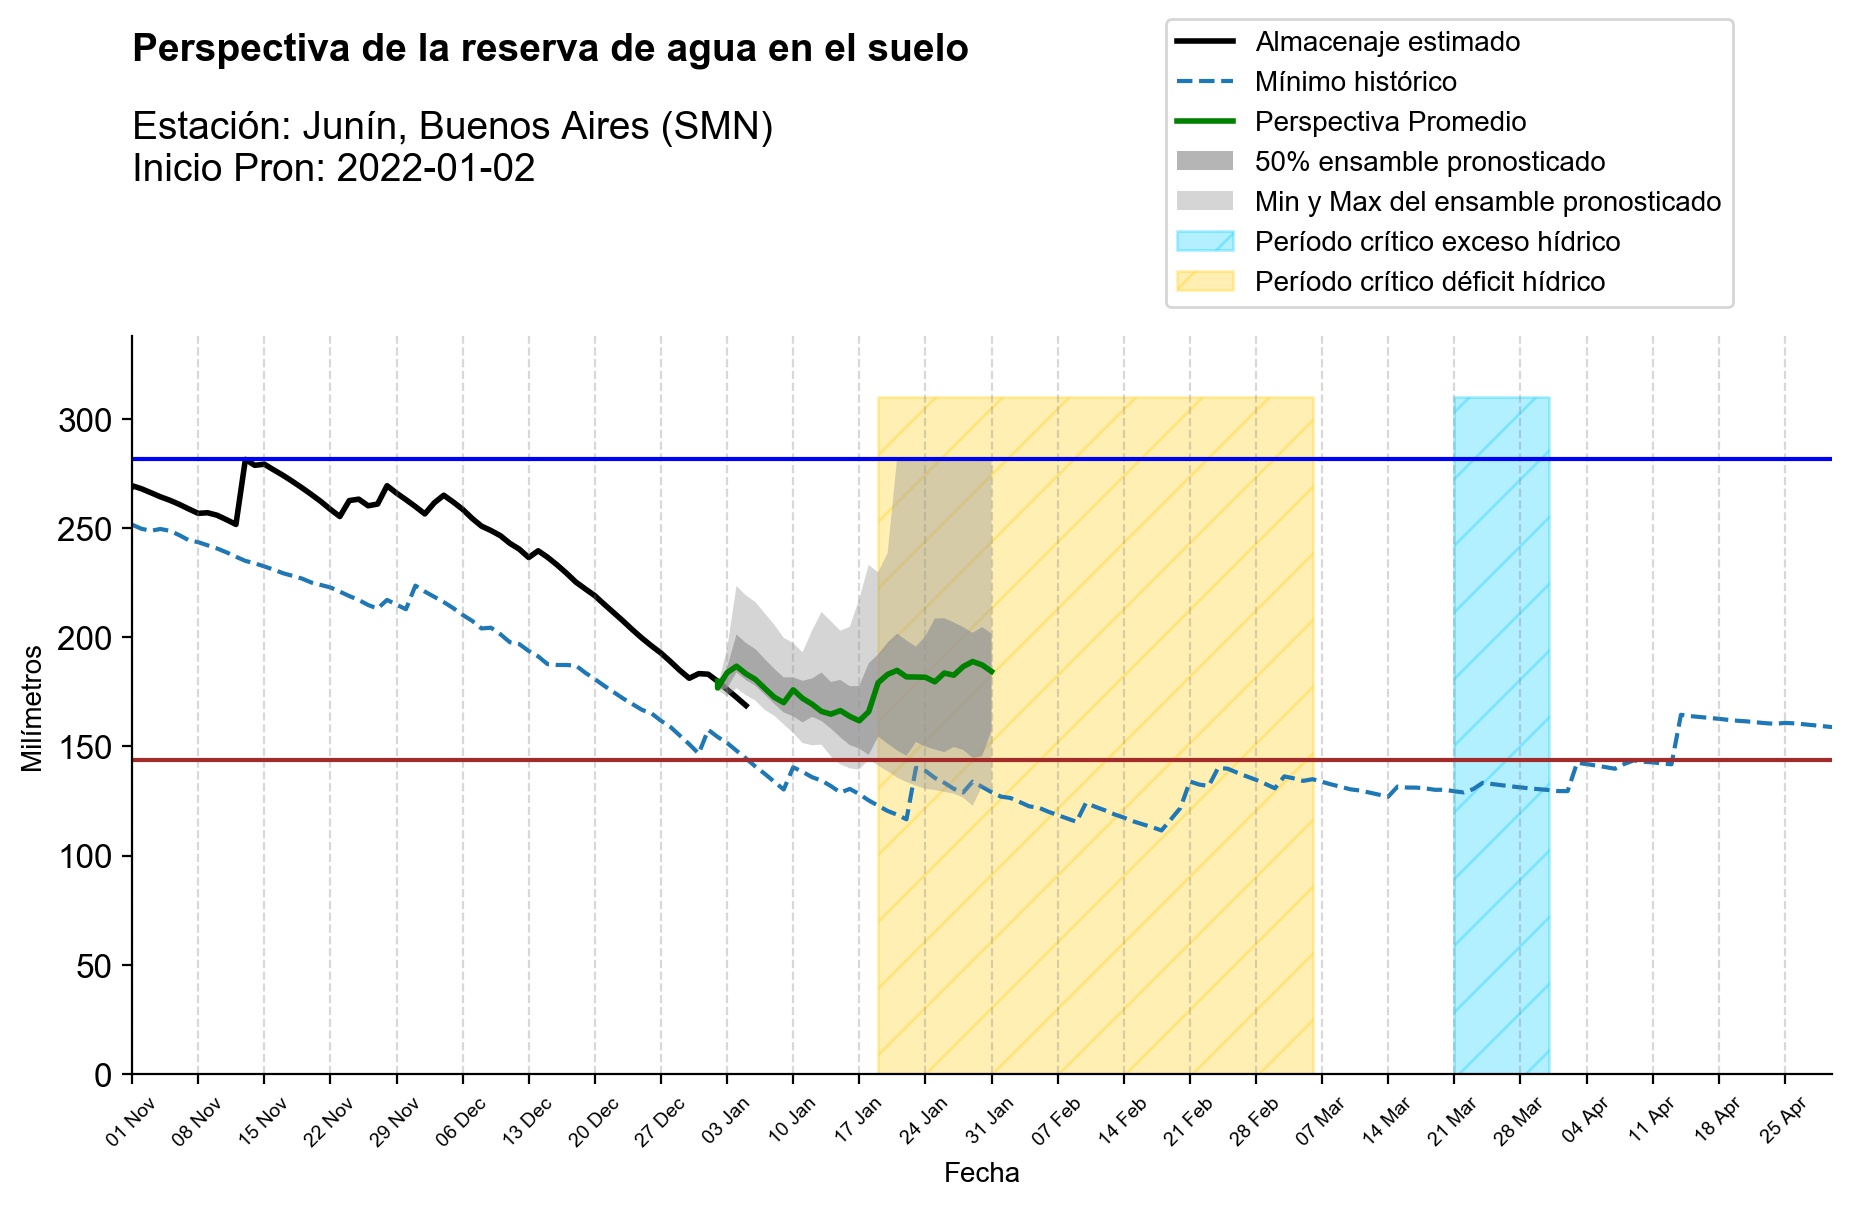 Perspectiva de la reserva de agua en el suelo
Estación: Junín, Buenos Aires (SMN)
Inicio Pron: 2022-01-02
Almacenaje estimado
Mínimo histórico
Perspectiva Promedio
50% ensamble pronosticado
Min y Max del ensamble pronosticado
Período crítico exceso hídrico
Período crítico déficit hídrico
Milímetros
300
250
200
150
100
50
0
01 Nov
08 Nov
15 Nov
22 Nov
29 Nov
06 Dec
13 Dec
20 Dec
27 Dec
03 Jan
10 Jan
17 Jan
24 Jan
31 Jan
07 Feb
14 Feb
21 Feb
28 Feb
07 Mar
14 Mar
21 Mar
28 Mar
04 Apr
11 Apr
18 Apr
25 Apr
Fecha